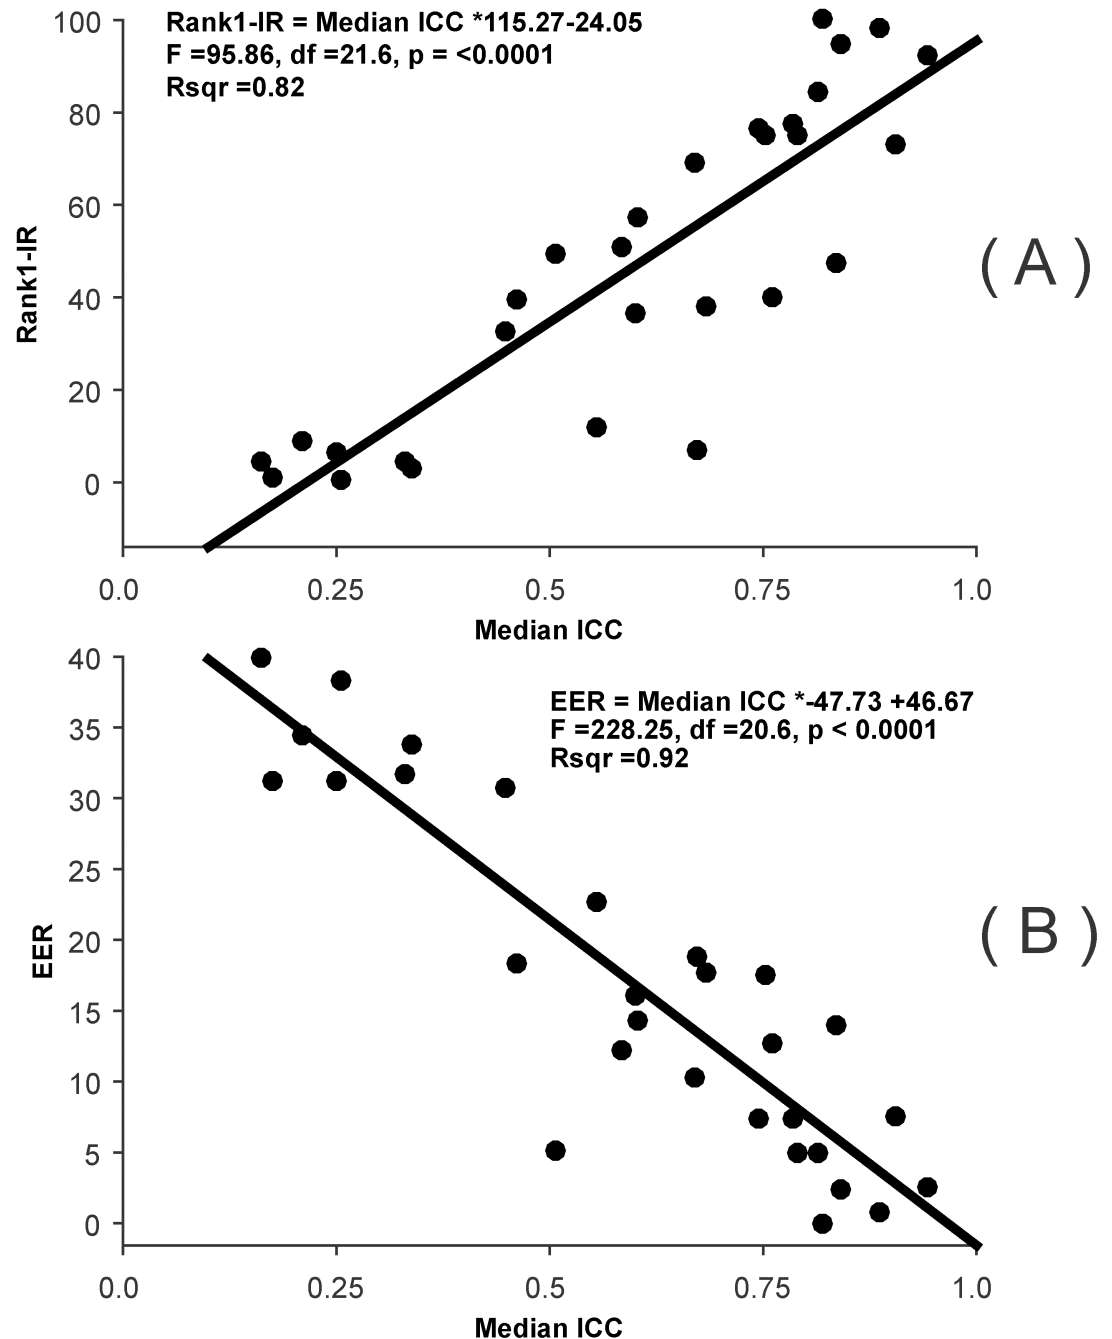 Rank1-IR = Median ICC *115.27-24.05
F =95.86, df =21.6, p = <0.0001
Rsqr =0.82
100
80
60
40
20
0
Rank1-IR
( A )
0.0 0.25 0.5 0.75 1.0
Median ICC
EER = Median ICC *-47.73 +46.67
F =228.25, df =20.6, p < 0.0001
Rsqr =0.92
40
35
30
25
20
15
10
5
0
EER
( B )
0.0 0.25 0.5 0.75 1.0
Median ICC